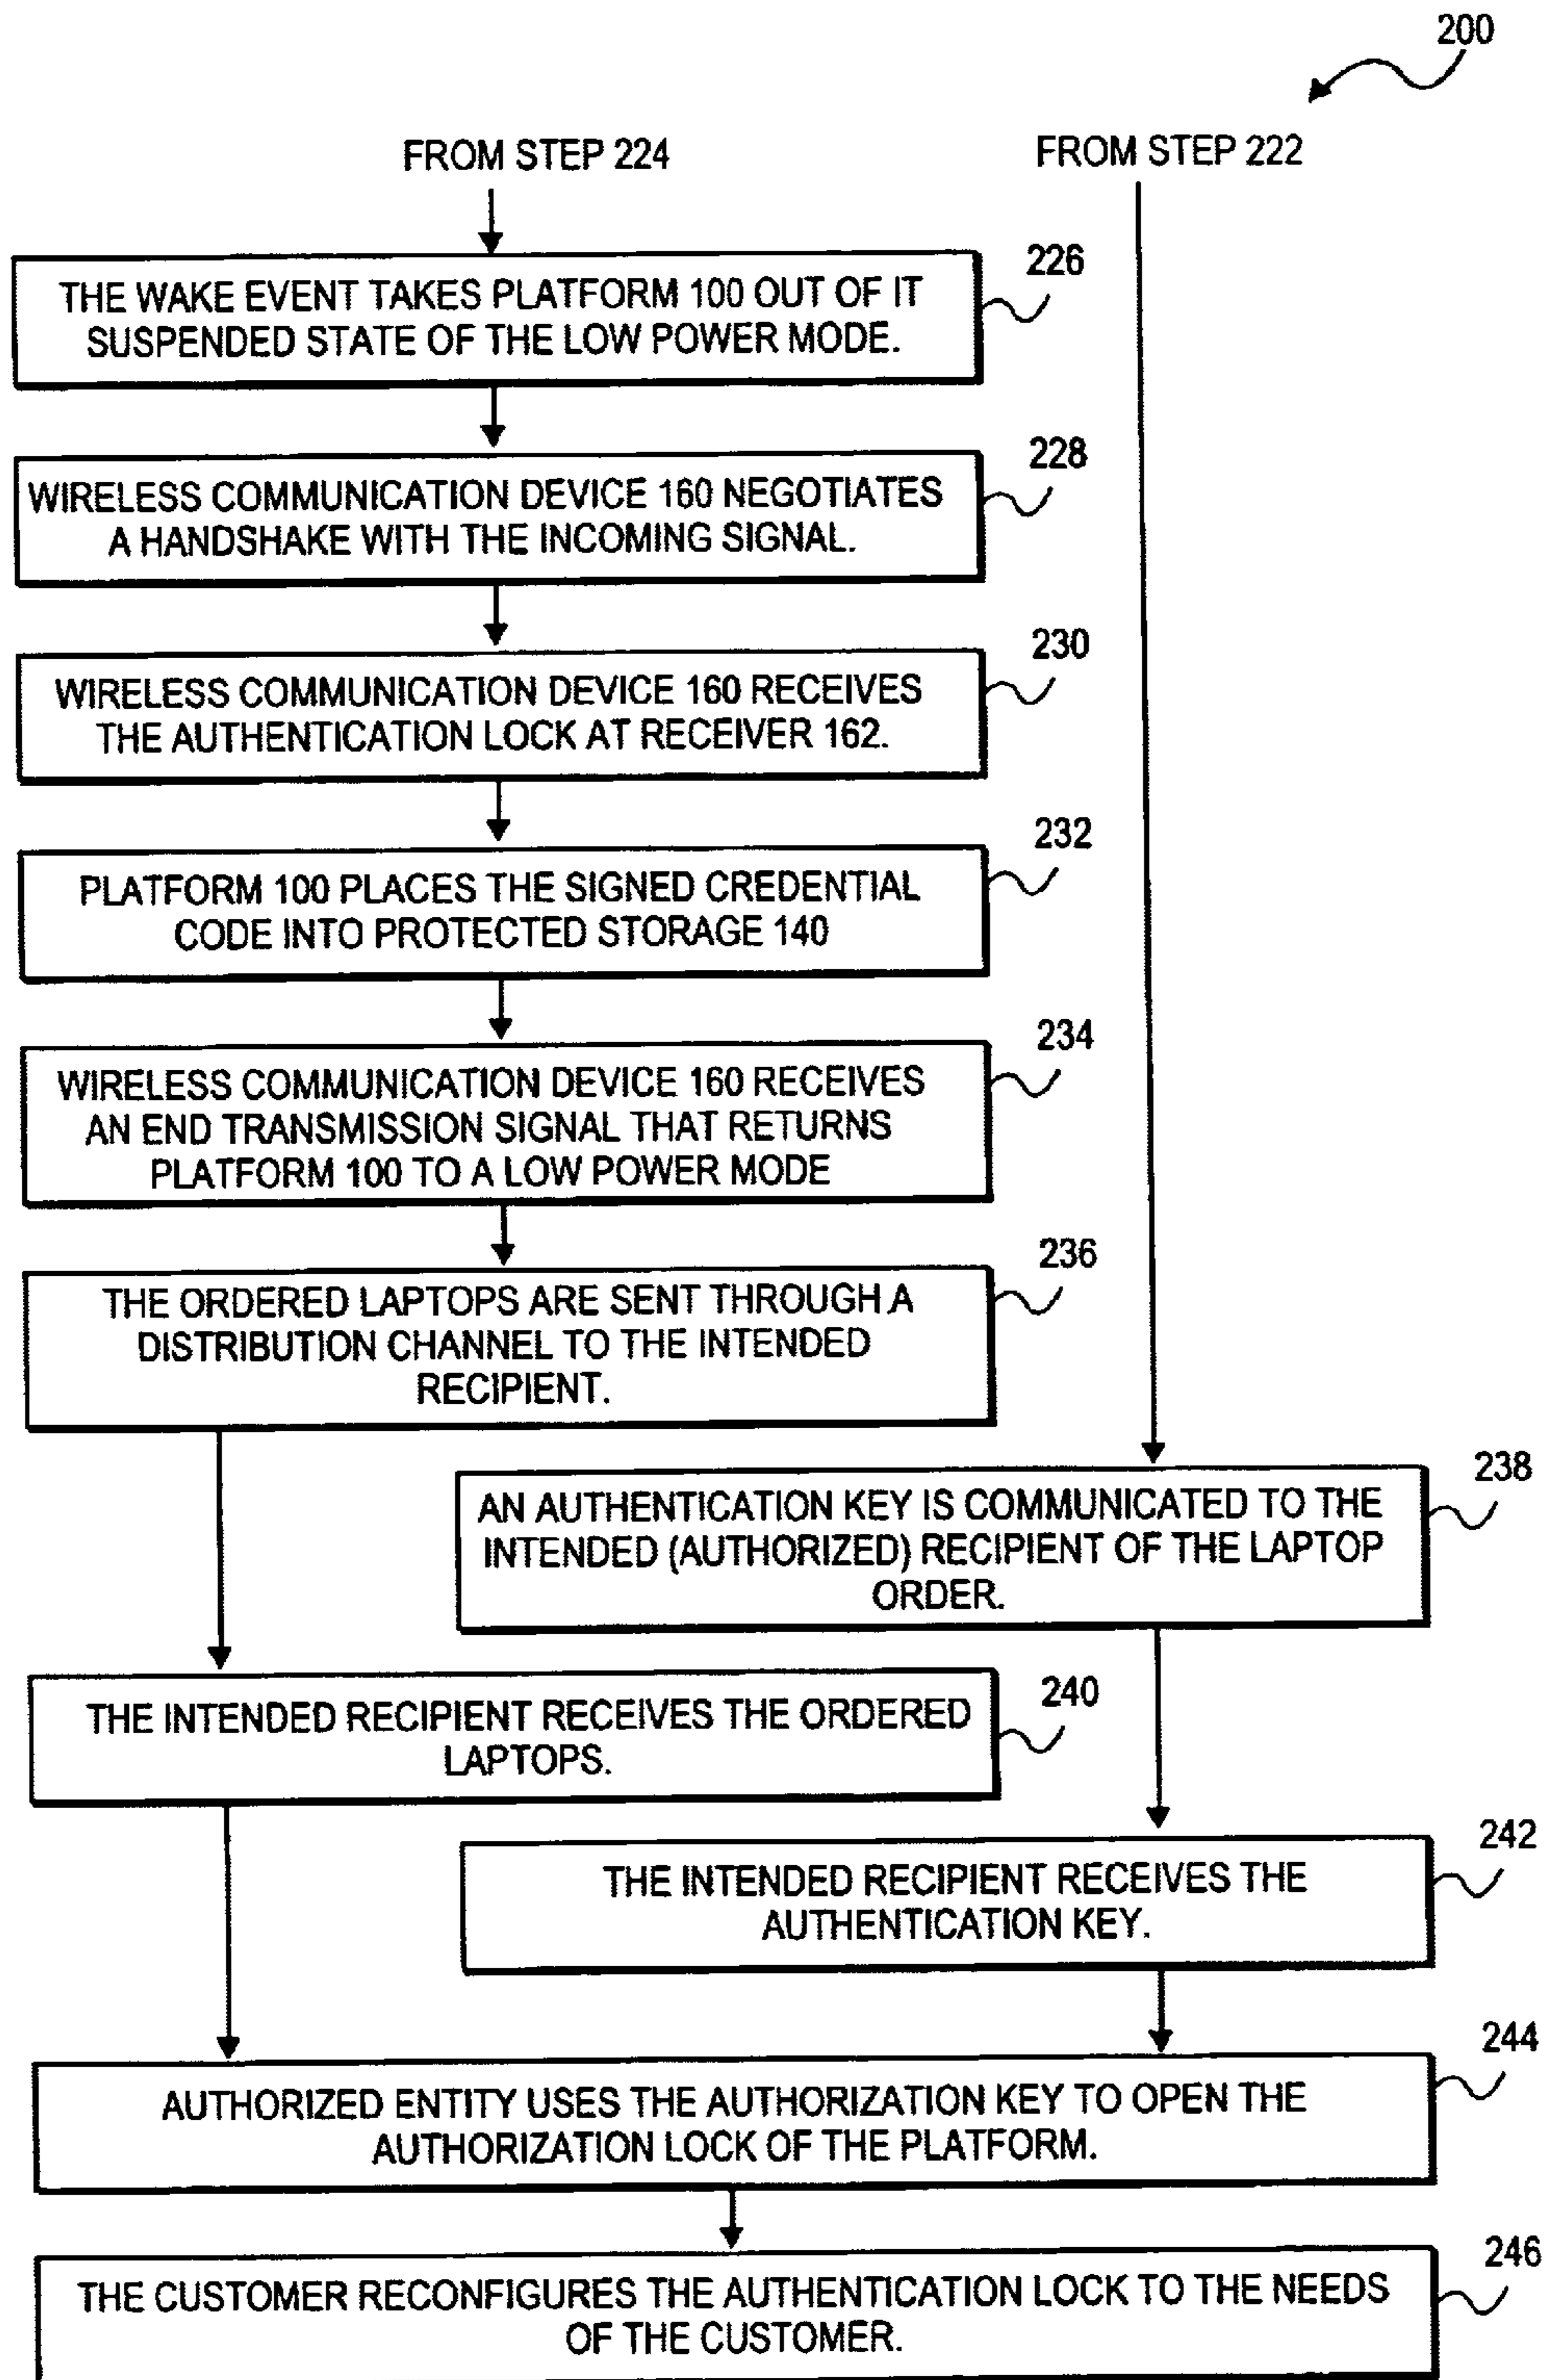 200
FROM STEP 224
FROM STEP 222
226
THE WAKE EVENT TAKES PLATFORM 100 OUT OF IT
SUSPENDED STATE OF THE LOW POWER MODE.
228
WIRELESS COMMUNICATION DEVICE 160 NEGOTIATES
A HANDSHAKE WITH THE INCOMING SIGNAL.
230
WIRELESS COMMUNICATION DEVICE 160 RECEIVES
THE AUTHENTICATION LOCK AT RECEIVER 162.
232
PLATFORM 100 PLACES THE SIGNED CREDENTIAL
CODE INTO PROTECTED STORAGE 140
234
WIRELESS COMMUNICATION DEVICE 160 RECEIVES
AN END TRANSMISSION SIGNAL THAT RETURNS
PLATFORM 100 TO A LOW POWER MODE
236
THE ORDERED LAPTOPS ARE SENT THROUGH A
DISTRIBUTION CHANNEL TO THE INTENDED
RECIPIENT.
238
AN AUTHENTICATION KEY IS COMMUNICATED TO THE
INTENDED (AUTHORIZED) RECIPIENT OF THE LAPTOP
ORDER.
240
THE INTENDED RECIPIENT RECEIVES THE ORDERED
LAPTOPS.
242
THE INTENDED RECIPIENT RECEIVES THE
AUTHENTICATION KEY.
244
AUTHORIZED ENTITY USES THE AUTHORIZATION KEY TO OPEN THE
AUTHORIZATION LOCK OF THE PLATFORM.
246
THE CUSTOMER RECONFIGURES THE AUTHENTICATION LOCK TO THE NEEDS
OF THE CUSTOMER.